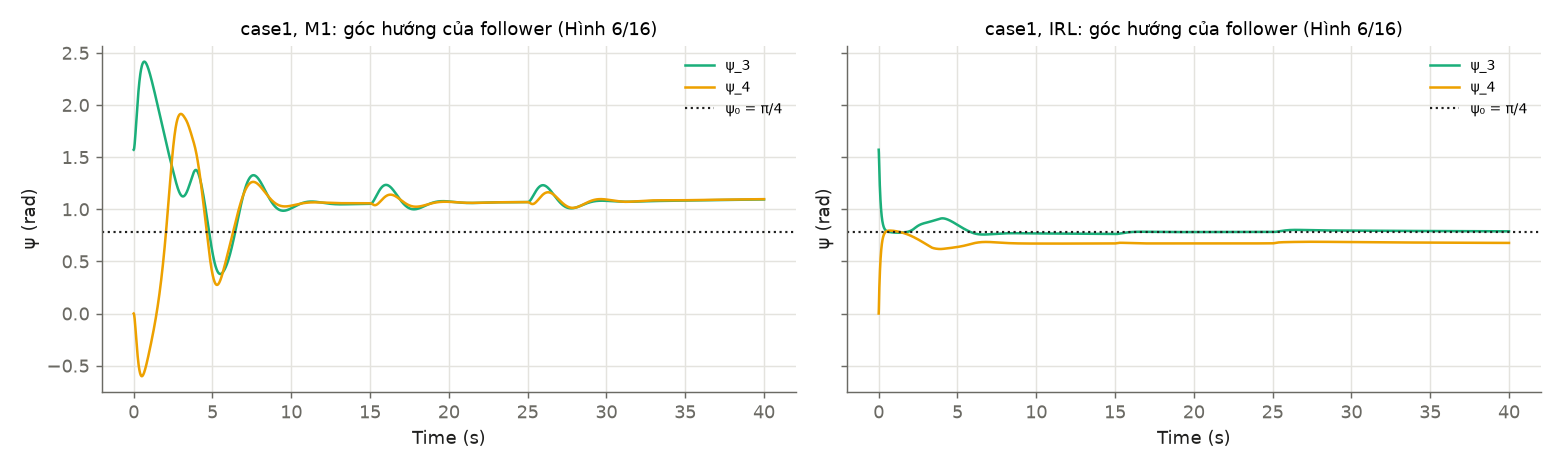 case1, M1: góc hướng của follower (Hình 6/16)
ψ_3
ψ_4
ψ₀ = π/4
2.5
2.0
1.5
1.0
0.5
0.0
−0.5
ψ (rad)
0 5 10 15 20 25 30 35 40
Time (s)
case1, IRL: góc hướng của follower (Hình 6/16)
ψ_3
ψ_4
ψ₀ = π/4
ψ (rad)
0 5 10 15 20 25 30 35 40
Time (s)